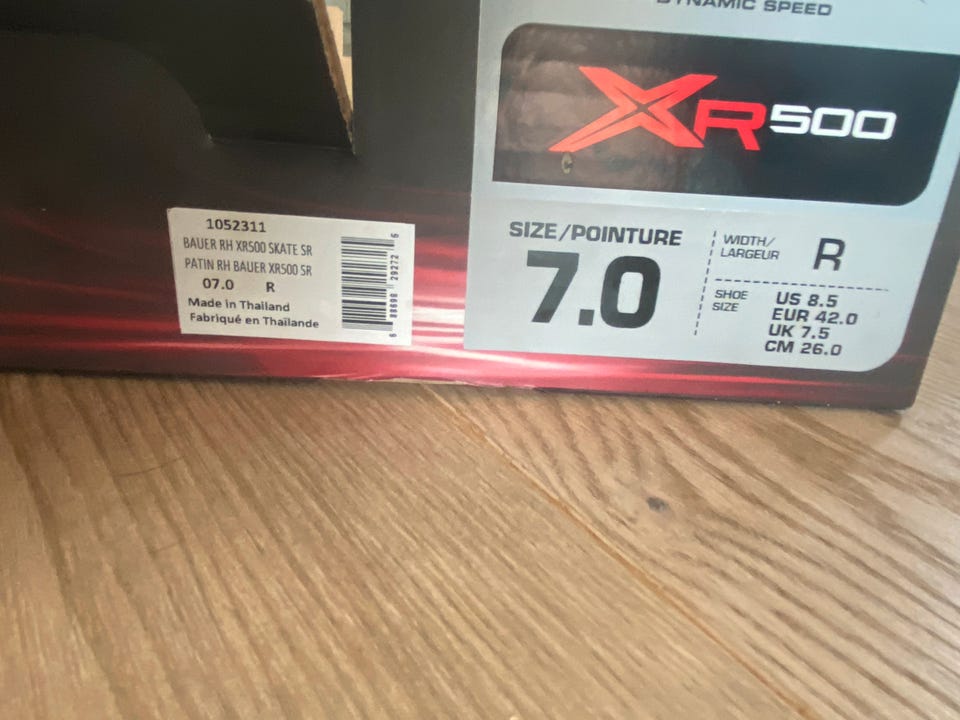 DYNAMIC SPEED
XR500
1052311
BAUER RH XR500 SKATE SR
PATIN RH BAUER XR500 SR
07.0 R
Made in Thailand
Fabriqué en Thaïlande
SIZE/POINTURE
7.0
WIDTH/
LARGEUR
R
SHOE
SIZE
US 8.5
EUR 42.0
UK 7.5
CM 26.0